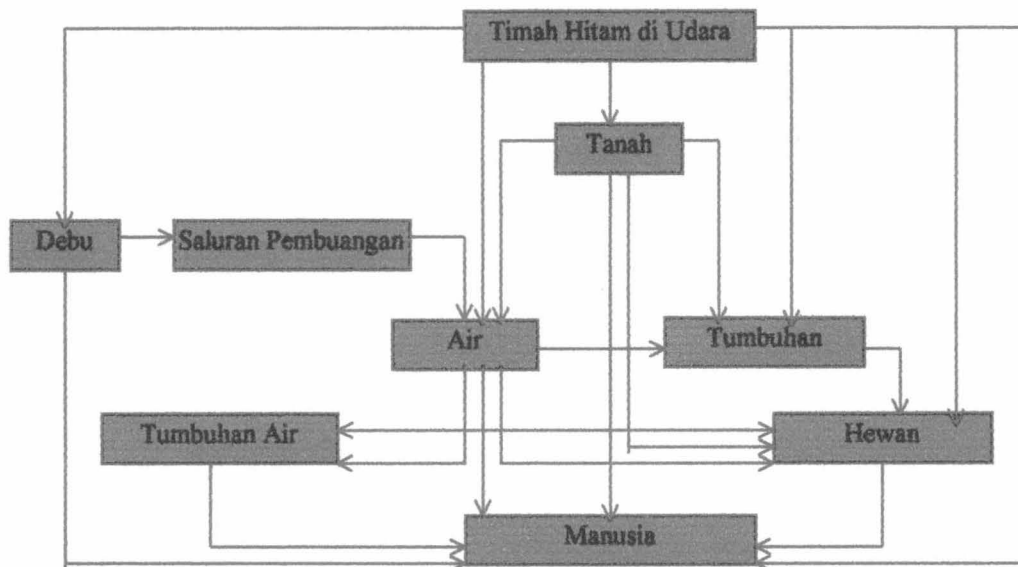 Timah Hitam di Udara
Tanah
Debu
Saluran Pembuangan
Air
Tumbuhan
Tumbuhan Air
Hewan
Manusia